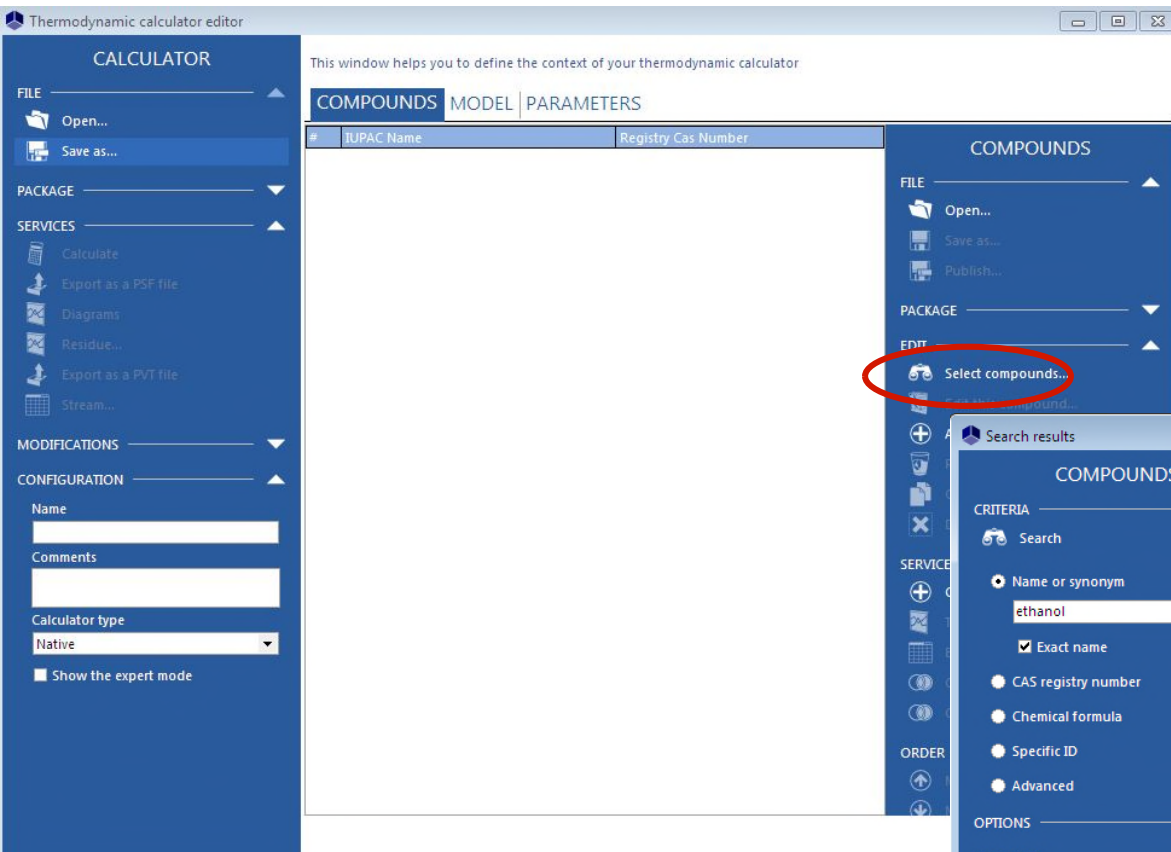 Thermodynamic calculator editor
CALCULATOR
FILE
Open...
Save as...
PACKAGE
SERVICES
Calculate
Export as a PSF file
Diagrams
Residue...
Export as a PVT file
Stream...
MODIFICATIONS
CONFIGURATION
Name
Comments
Calculator type
Native
Show the expert mode
This window helps you to define the context of your thermodynamic calculator
COMPOUNDS MODEL PARAMETERS
# IUPAC Name Registry Cas Number
COMPOUNDS
FILE
Open...
Save as...
Publish...
PACKAGE
EDIT
Select compounds...
Edit this compound...
SERVICE
ORDER
Search results
COMPOUNDS
CRITERIA
Search
Name or synonym
ethanol
Exact name
CAS registry number
Chemical formula
Specific ID
Advanced
OPTIONS